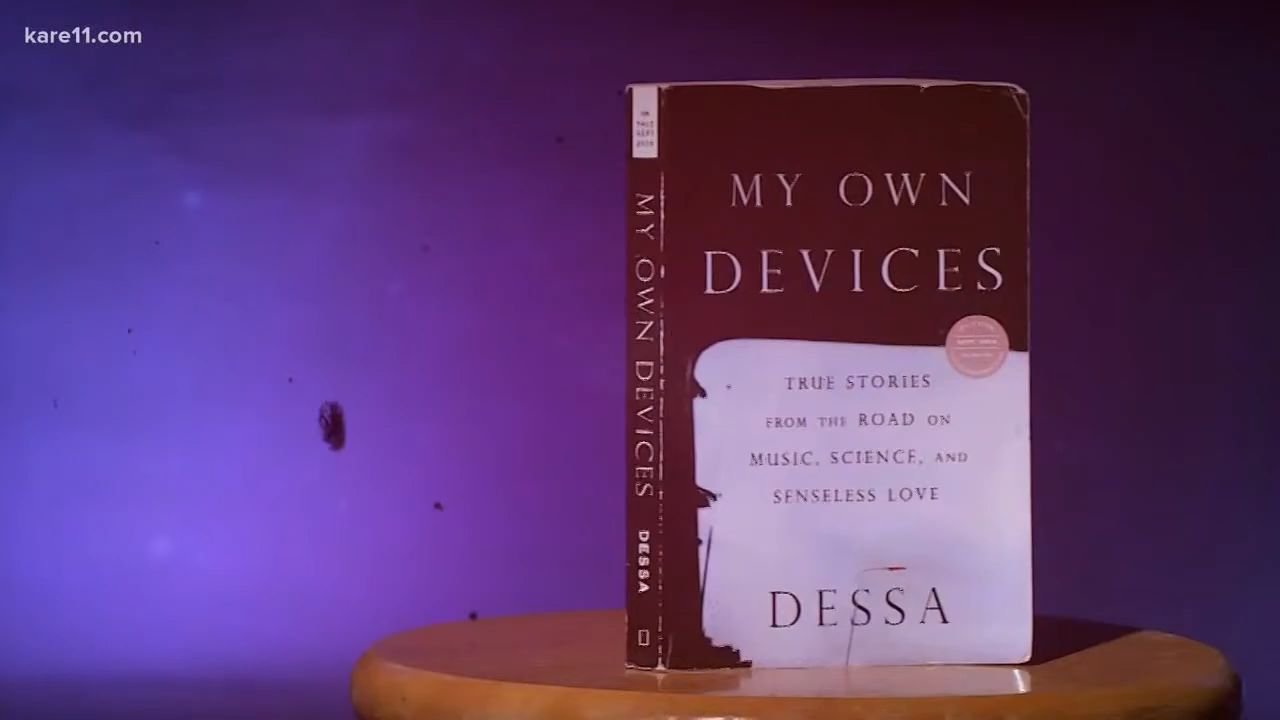 kare11.com
MY OWN
DEVICES
TRUE STORIES
FROM THE ROAD ON
MUSIC, SCIENCE, AND
SENSELESS LOVE
DESSA
MY OWN DEVICES DESSA